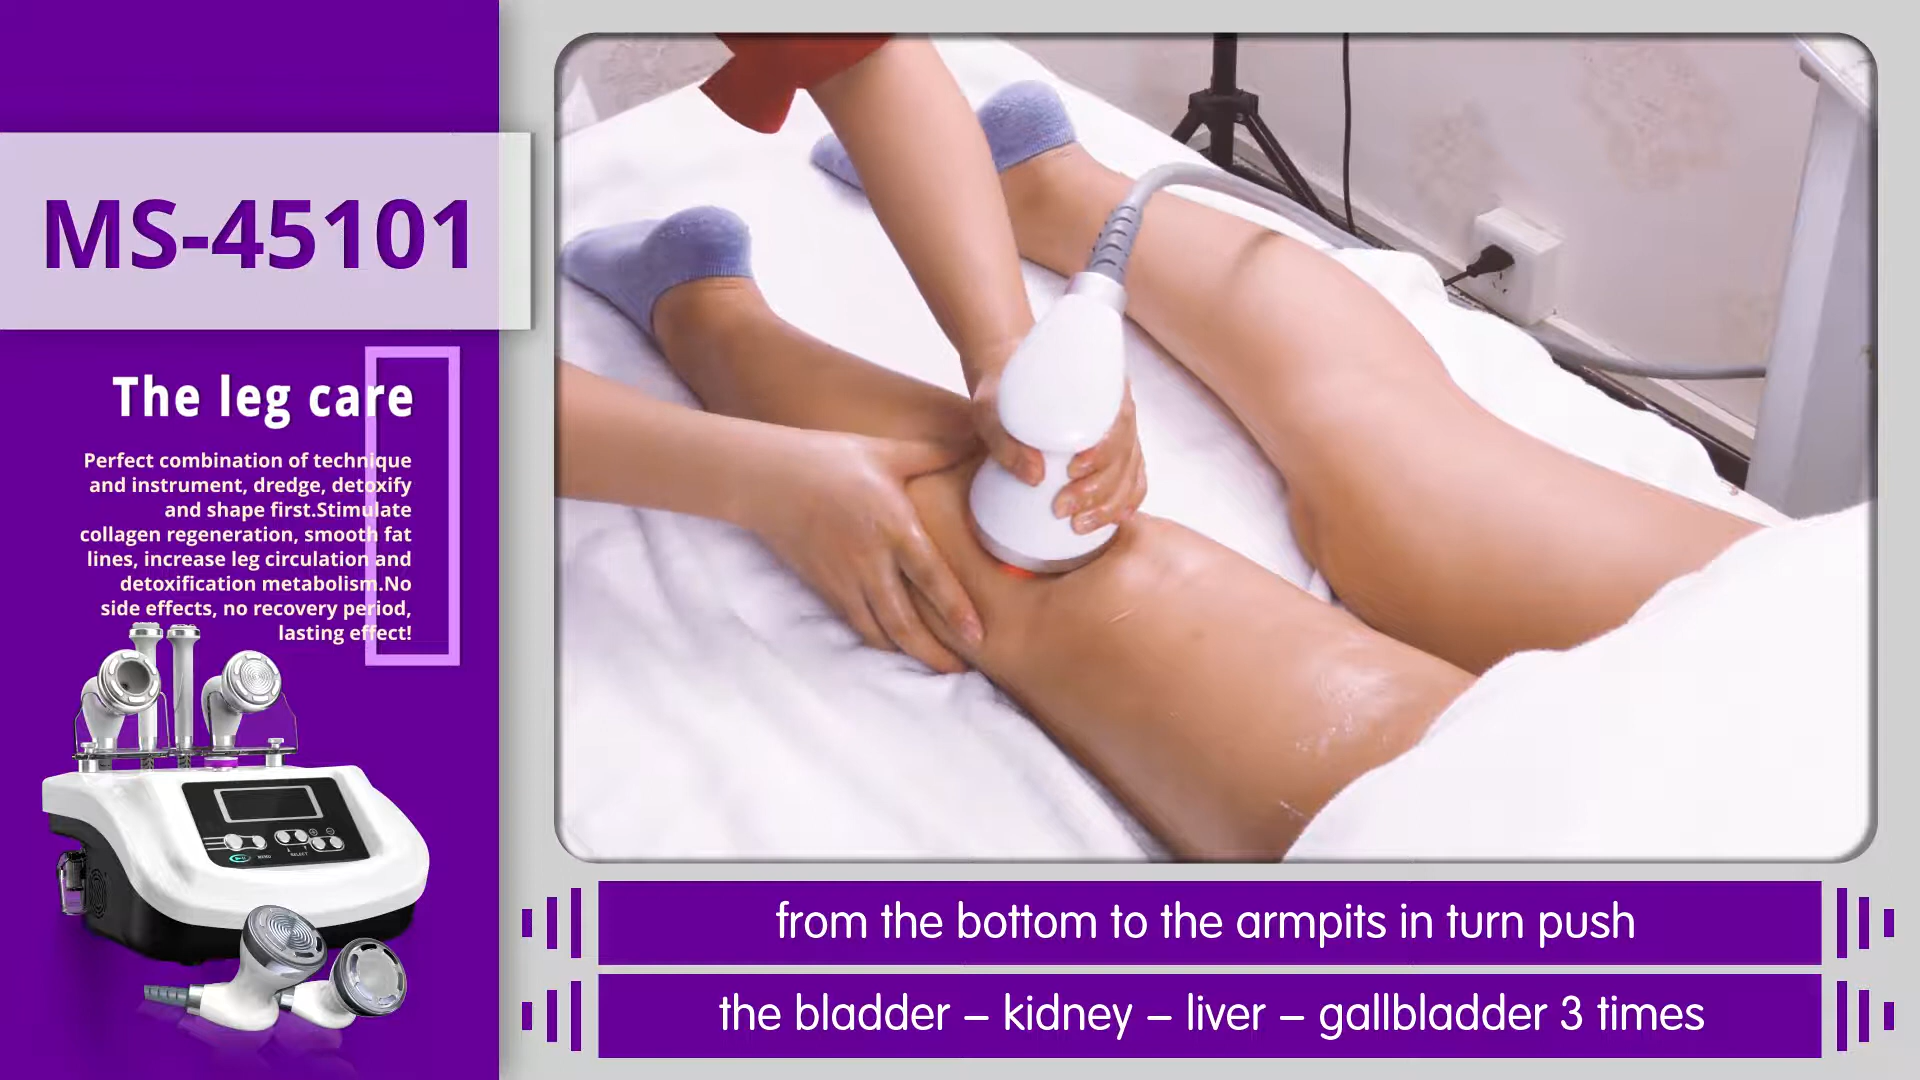 MS-45101
The leg care
Perfect combination of technique
and instrument, dredge, detoxify
and shape first.Stimulate
collagen regeneration, smooth fat
lines, increase leg circulation and
detoxification metabolism.No
side effects, no recovery period,
lasting effect!
MENU
SELECT
from the bottom to the armpits in turn push
the bladder – kidney – liver – gallbladder 3 times